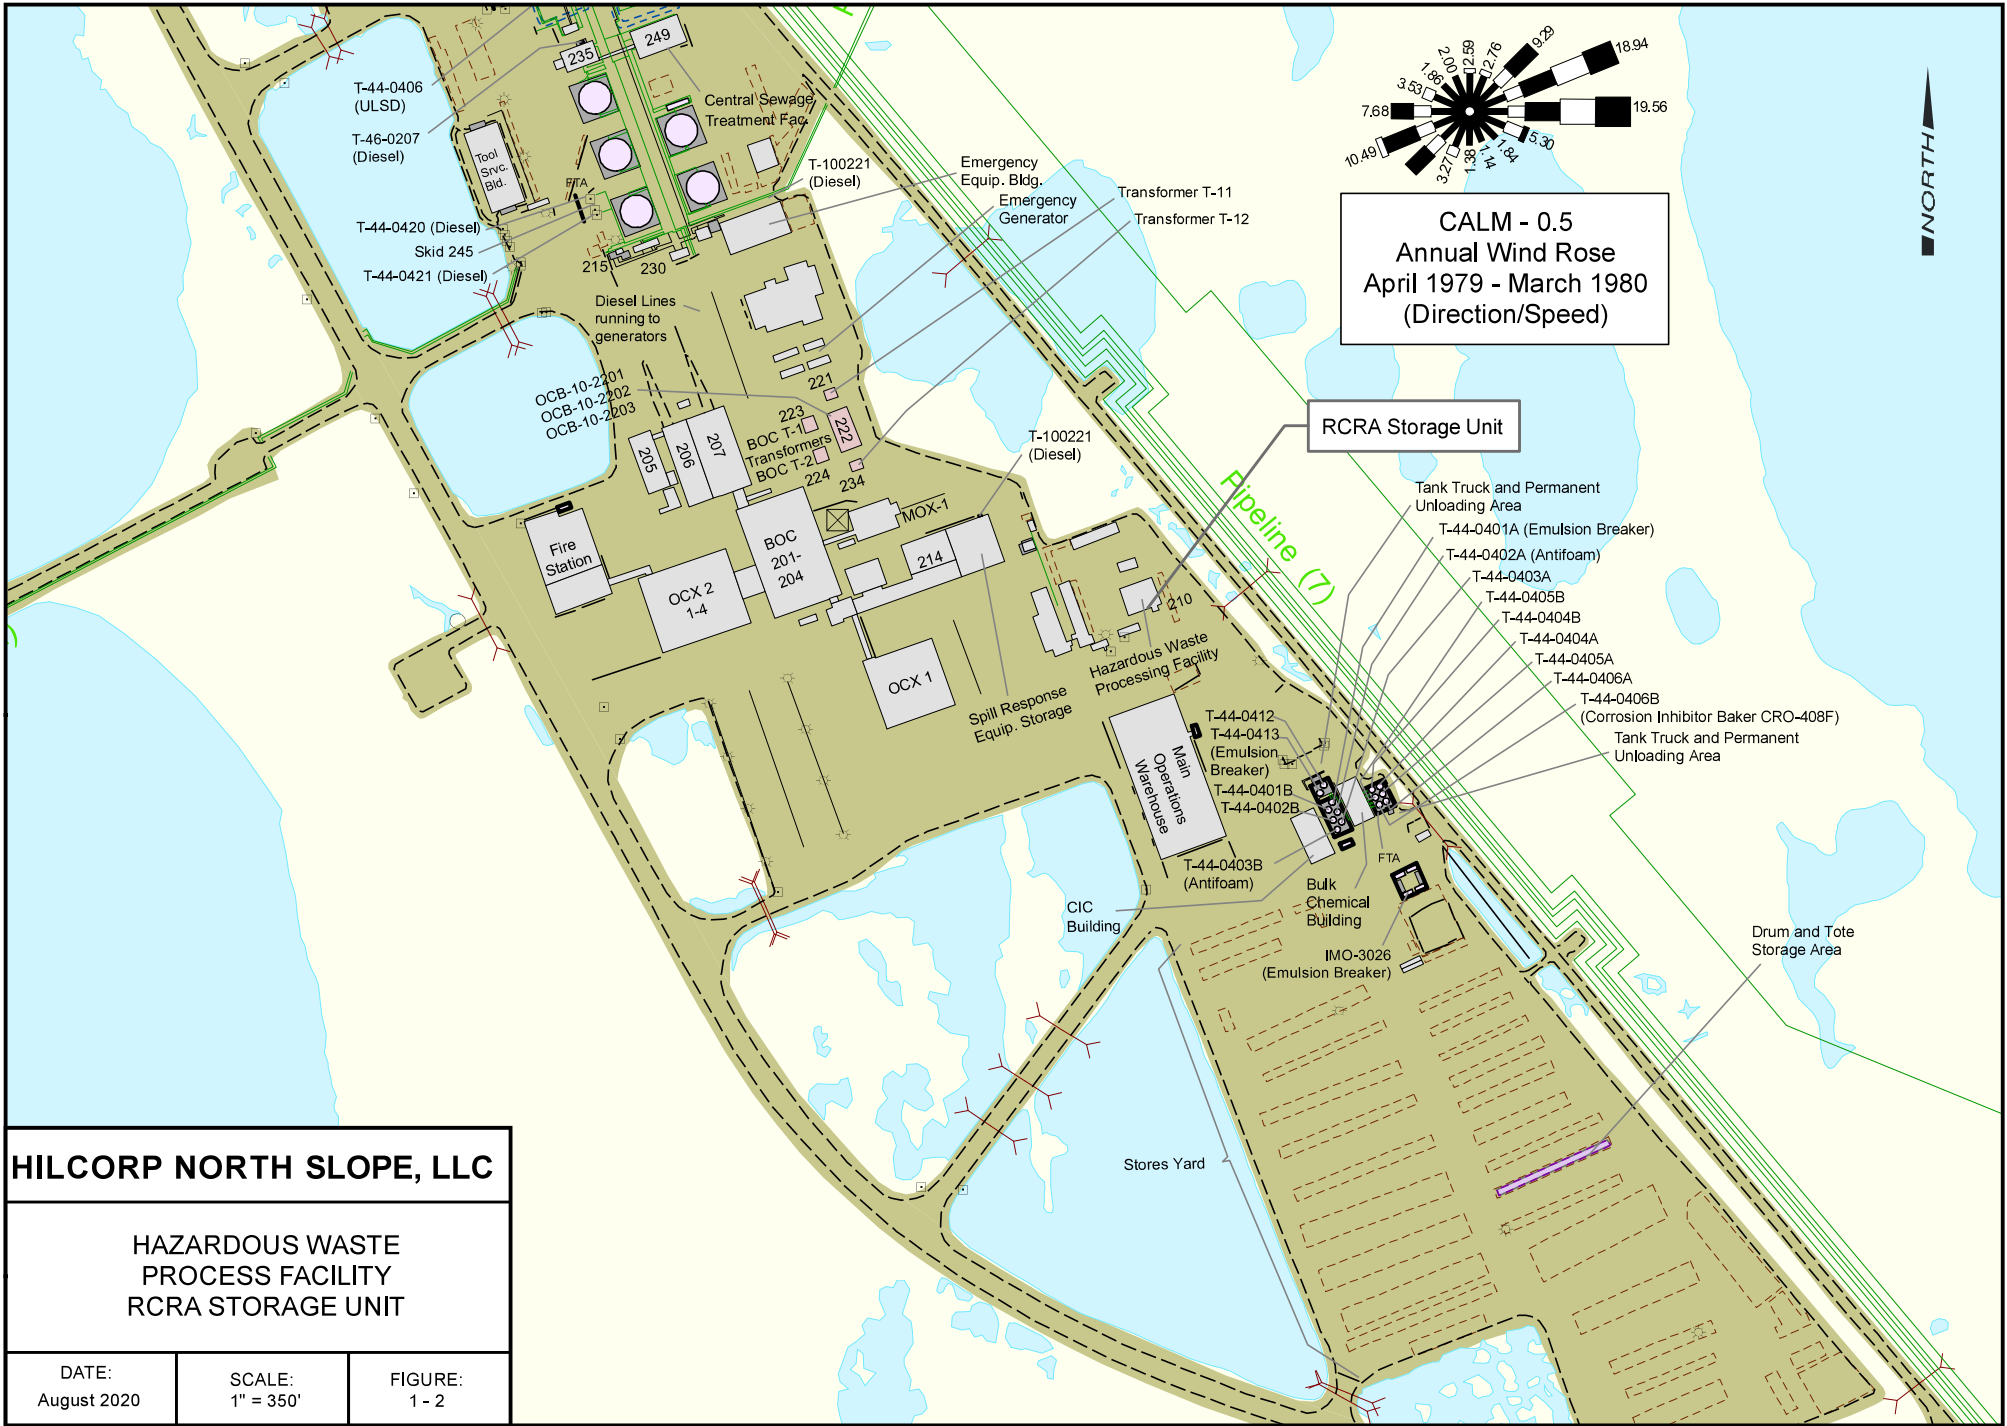 T-44-0406
(ULSD)
T-46-0207
(Diesel)
235
249
Central Sewage
Treatment Fac.
Tool
Srvc.
Bld.
FTA
T-44-0420 (Diesel)
Skid 245
T-44-0421 (Diesel)
215
230
T-100221
(Diesel)
Emergency
Equip. Bldg.
Emergency
Generator
Transformer T-11
Transformer T-12
Diesel Lines
running to
generators
OCB-10-2201
OCB-10-2202
OCB-10-2203
221
223
222
BOC T-1
Transformers
BOC T-2
224
234
205
206
207
T-100221
(Diesel)
MOX-1
BOC
201-
204
214
Fire
Station
OCX 2
1-4
OCX 1
Spill Response
Equip. Storage
210
Hazardous Waste
Processing Facility
Main
Operations
Warehouse
2.00
2.59
2.76
9.29
18.94
19.56
5.30
1.84
1.14
1.38
3.27
10.49
7.68
3.53
1.86
NORTH
CALM - 0.5
Annual Wind Rose
April 1979 - March 1980
(Direction/Speed)
RCRA Storage Unit
Pipeline (7)
Tank Truck and Permanent
Unloading Area
T-44-0401A (Emulsion Breaker)
T-44-0402A (Antifoam)
T-44-0403A
T-44-0405B
T-44-0404B
T-44-0404A
T-44-0405A
T-44-0406A
T-44-0406B
(Corrosion Inhibitor Baker CRO-408F)
Tank Truck and Permanent
Unloading Area
T-44-0412
T-44-0413
(Emulsion
Breaker)
T-44-0401B
T-44-0402B
T-44-0403B
(Antifoam)
FTA
CIC
Building
Bulk
Chemical
Building
IMO-3026
(Emulsion Breaker)
Drum and Tote
Storage Area
Stores Yard
HILCORP NORTH SLOPE, LLC
HAZARDOUS WASTE
PROCESS FACILITY
RCRA STORAGE UNIT
DATE:
August 2020
SCALE:
1" = 350'
FIGURE:
1 - 2